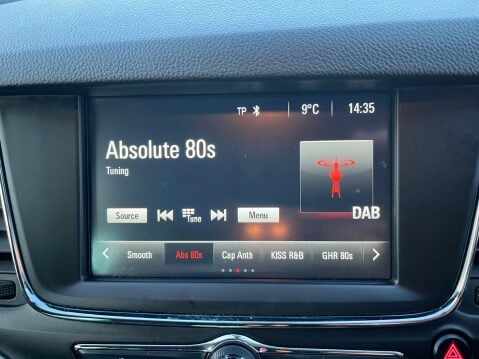 TP 9°C 14:35
Absolute 80s
Tuning
DAB
Source Tune Menu
Smooth Abs 80s Cap Anth KISS R&B GHR 80s